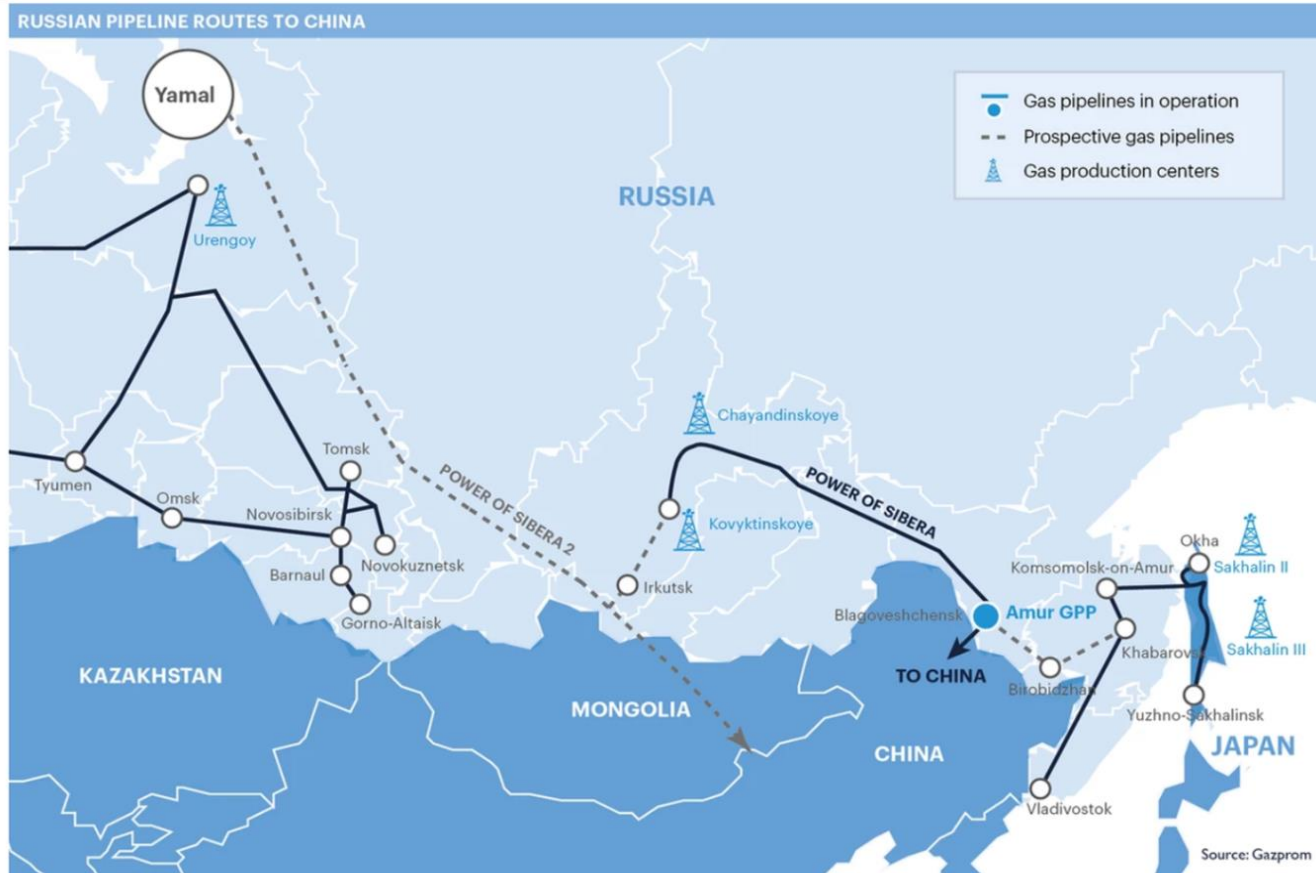 RUSSIAN PIPELINE ROUTES TO CHINA
Yamal
Gas pipelines in operation
Prospective gas pipelines
Gas production centers
RUSSIA
Urengoy
Chayandinskoye
Tomsk
POWER OF SIBERA 2
POWER OF SIBERA
Tyumen
Omsk
Novosibirsk
Kovyktinskoye
Novokuznetsk
Okha
Komsomolsk-on-Amur
Sakhalin II
Barnaul
Irkutsk
Gorno-Altaisk
Blagoveshchensk
Amur GPP
Khabarovsk
Sakhalin III
KAZAKHSTAN
TO CHINA
Birobidzhan
MONGOLIA
Yuzhno-Sakhalinsk
CHINA
JAPAN
Vladivostok
Source: Gazprom